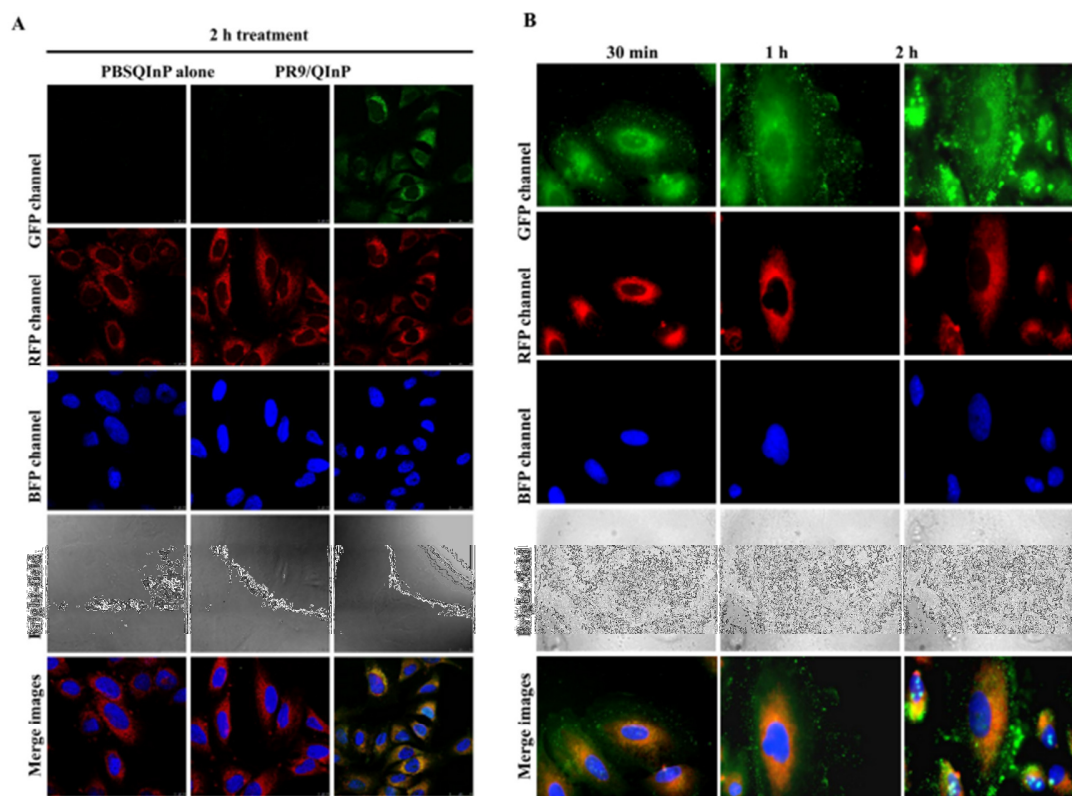 A
2 h treatment
PBSQInP alone PR9/QInP
GFP channel
RFP channel
BFP channel
Merge images
B
30 min 1 h 2 h
GFP channel
RFP channel
BFP channel
Merge images